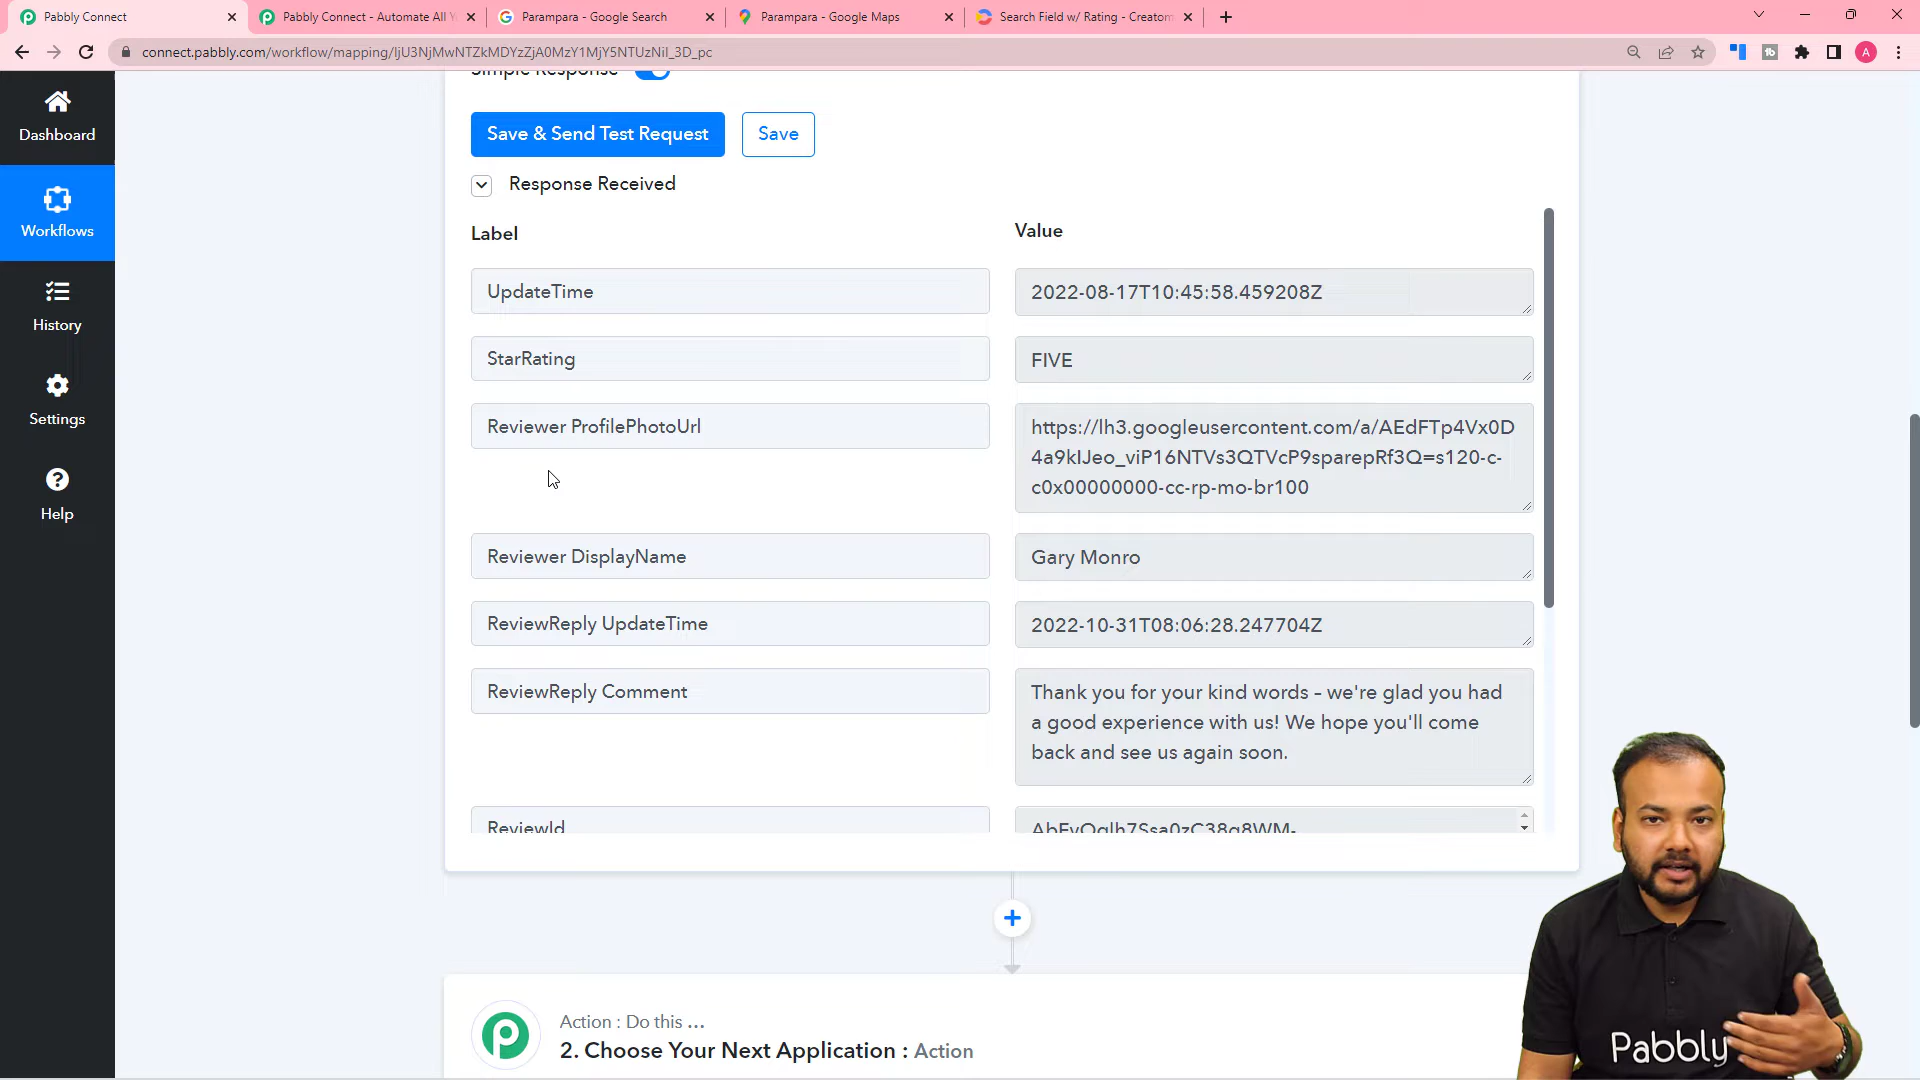 Pabbly Connect
Pabbly Connect - Automate All Y
Parampara - Google Search
Parampara - Google Maps
Search Field w/ Rating - Creatom
connect.pabbly.com/workflow/mapping/IjU3NjMwNTZkMDYzZjA0MzY1MjY5NTUzNiI_3D_pc
A
Dashboard
Workflows
History
Settings
Help
Simple Response
Save & Send Test Request
Save
Response Received
Label
Value
UpdateTime
2022-08-17T10:45:58.459208Z
StarRating
FIVE
Reviewer ProfilePhotoUrl
https://lh3.googleusercontent.com/a/AEdFTp4Vx0D
4a9kIJeo_viP16NTVs3QTVcP9sparepRf3Q=s120-c-
c0x00000000-cc-rp-mo-br100
Reviewer DisplayName
Gary Monro
ReviewReply UpdateTime
2022-10-31T08:06:28.247704Z
ReviewReply Comment
Thank you for your kind words – we're glad you had
a good experience with us! We hope you'll come
back and see us again soon.
ReviewId
Action : Do this ...
2. Choose Your Next Application : Action
Pabbly